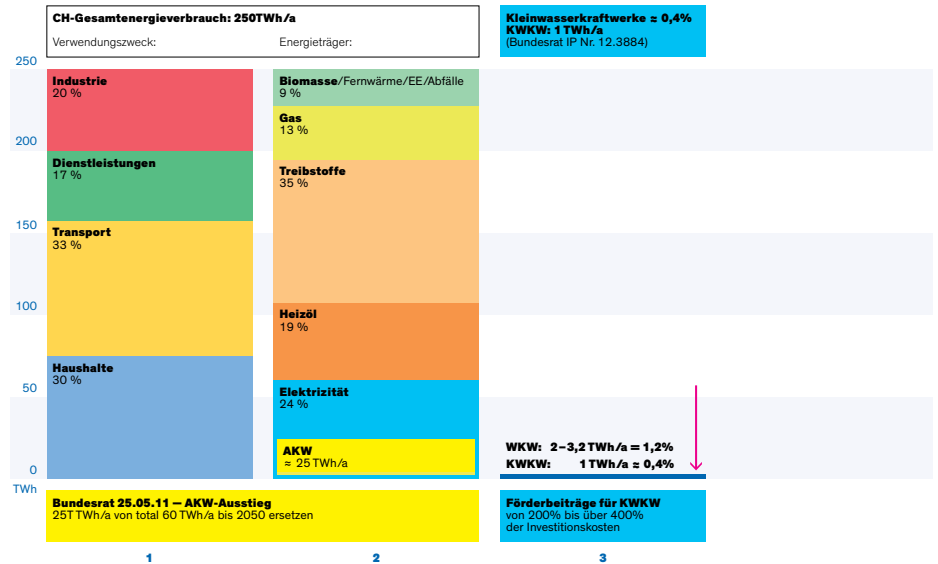 CH-Gesamtenergieverbrauch: 250TWh/a
Verwendungszweck: Energieträger:
Kleinwasserkraftwerke ≈ 0,4%
KWKW: 1 TWh/a
(Bundesrat IP Nr. 12.3884)
250
200
150
100
50
0
TWh
Industrie
20 %
Dienstleistungen
17 %
Transport
33 %
Haushalte
30 %
Biomasse/Fernwärme/EE/Abfälle
9 %
Gas
13 %
Treibstoffe
35 %
Heizöl
19 %
Elektrizität
24 %
AKW
≈ 25 TWh/a
WKW: 2–3,2 TWh/a = 1,2%
KWKW: 1 TWh/a ≈ 0,4%
Bundesrat 25.05.11 — AKW-Ausstieg
25T TWh/a von total 60 TWh/a bis 2050 ersetzen
Förderbeiträge für KWKW
von 200% bis über 400%
der Investitionskosten
1 2 3